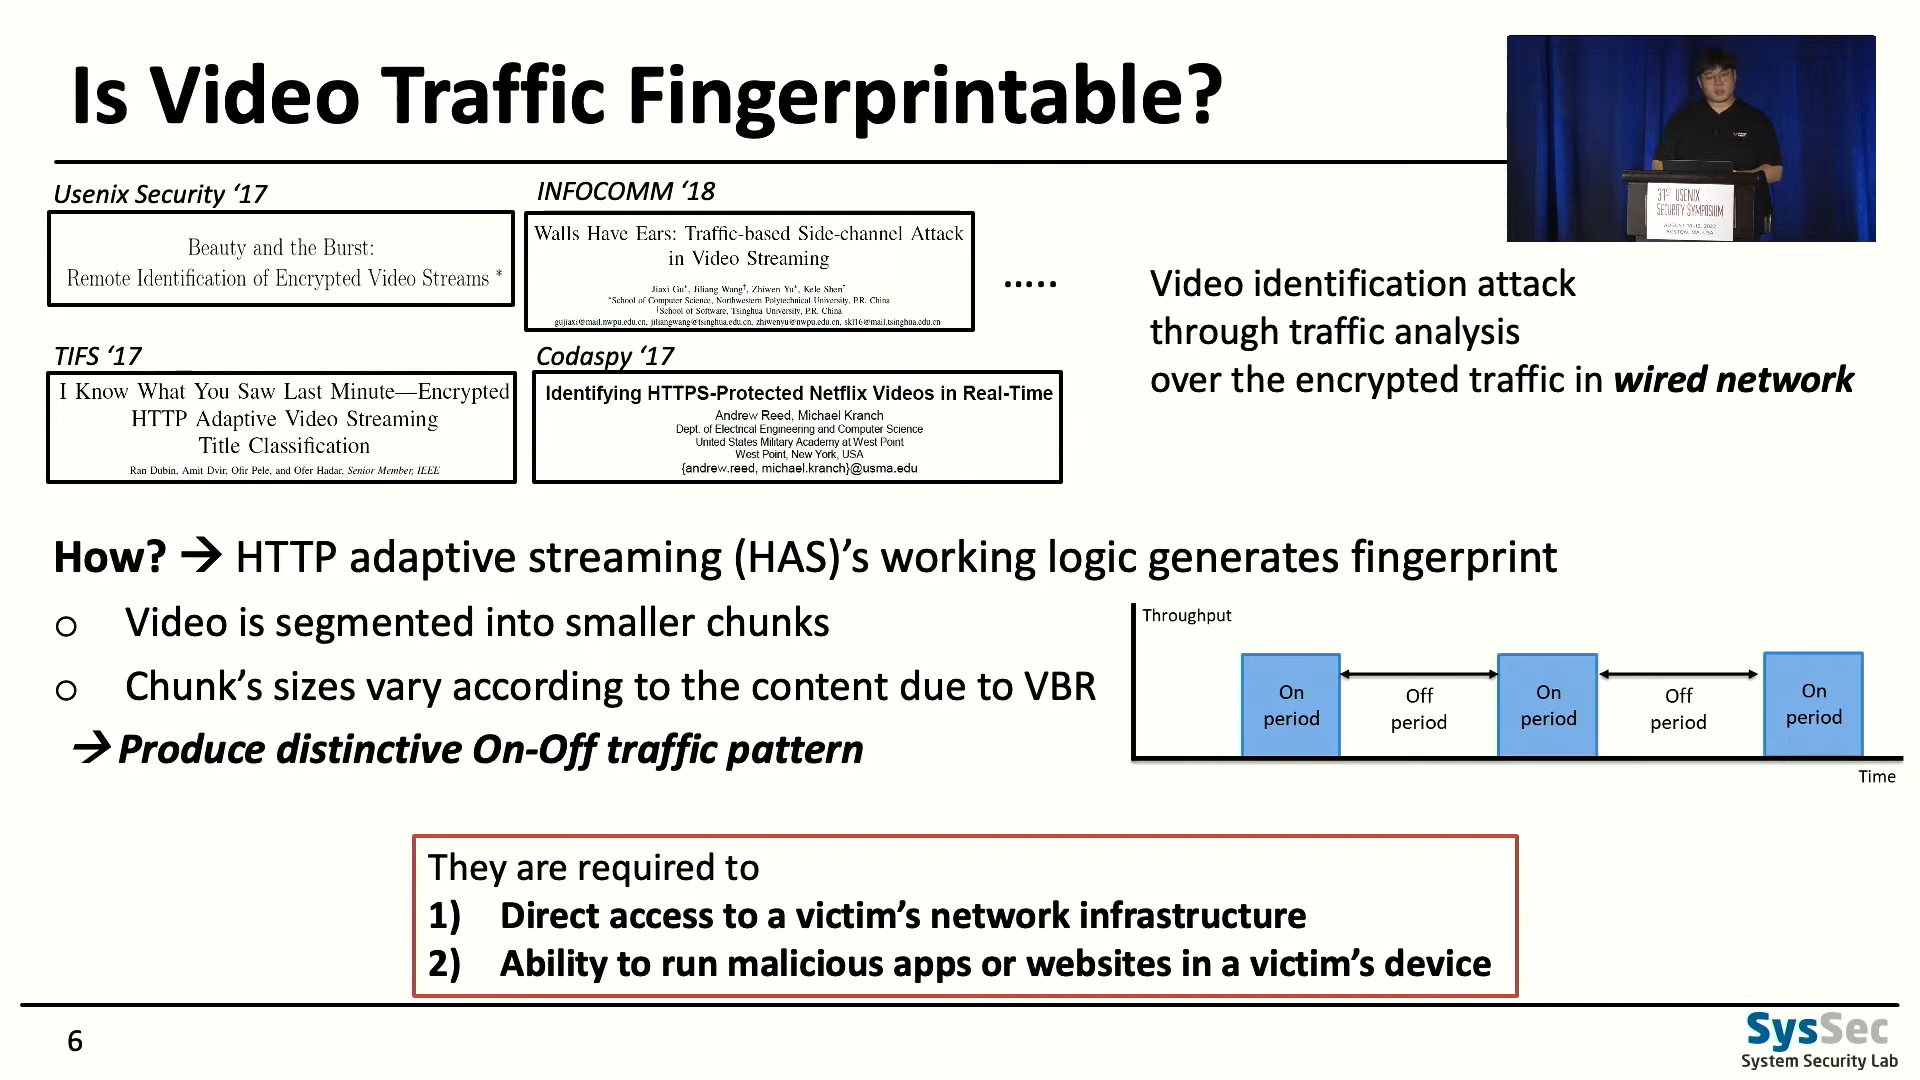 Is Video Traffic Fingerprintable?
31ST USENIX
SECURITY SYMPOSIUM
AUGUST 10–12, 2022
BOSTON, MA, USA
Usenix Security ‘17
Beauty and the Burst:
Remote Identification of Encrypted Video Streams *
INFOCOMM ‘18
Walls Have Ears: Traffic-based Side-channel Attack
in Video Streaming
Jiaxi Gu*, Jiliang Wang†, Zhiwen Yu*, Kele Shen†
*School of Computer Science, Northwestern Polytechnical University, P.R. China
†School of Software, Tsinghua University, P.R. China
gujiaxi@mail.nwpu.edu.cn, jiliangwang@tsinghua.edu.cn, zhiwenyu@nwpu.edu.cn, skl16@mail.tsinghua.edu.cn
.....
TIFS ‘17
I Know What You Saw Last Minute—Encrypted
HTTP Adaptive Video Streaming
Title Classification
Ran Dubin, Amit Dvir, Ofir Pele, and Ofer Hadar, Senior Member, IEEE
Codaspy ‘17
Identifying HTTPS-Protected Netflix Videos in Real-Time
Andrew Reed, Michael Kranch
Dept. of Electrical Engineering and Computer Science
United States Military Academy at West Point
West Point, New York, USA
{andrew.reed, michael.kranch}@usma.edu
Video identification attack
through traffic analysis
over the encrypted traffic in wired network
How? → HTTP adaptive streaming (HAS)’s working logic generates fingerprint
o Video is segmented into smaller chunks
o Chunk’s sizes vary according to the content due to VBR
→ Produce distinctive On-Off traffic pattern
Throughput
On
period
Off
period
On
period
Off
period
On
period
Time
They are required to
1) Direct access to a victim’s network infrastructure
2) Ability to run malicious apps or websites in a victim’s device
6
SysSec
System Security Lab